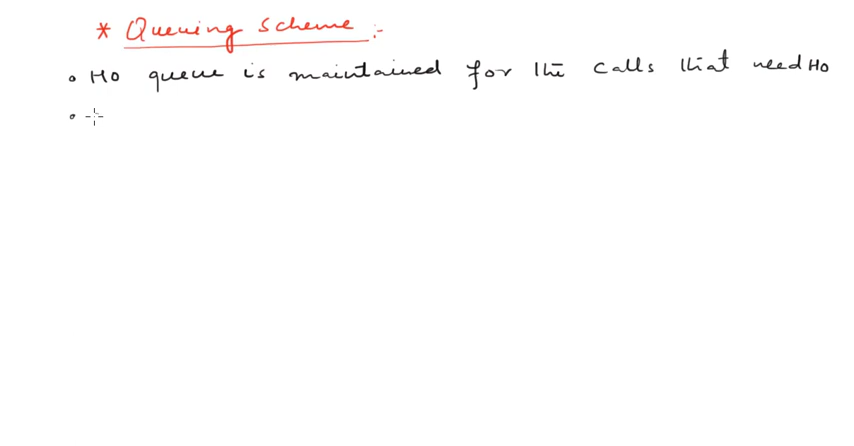 * Queuing Scheme :-
• HO queue is maintained for the calls that need HO
•